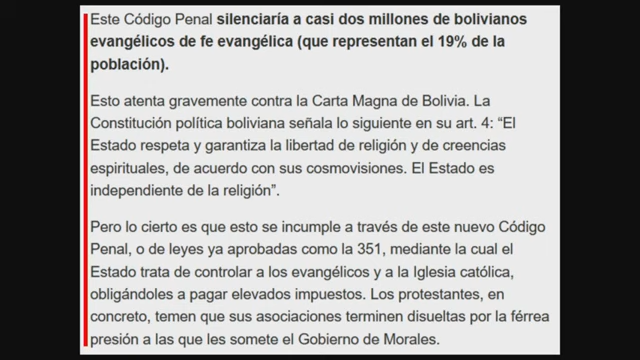 Este Código Penal silenciaría a casi dos millones de bolivianos
evangélicos de fe evangélica (que representan el 19% de la
población).
Esto atenta gravemente contra la Carta Magna de Bolivia. La
Constitución política boliviana señala lo siguiente en su art. 4: “El
Estado respeta y garantiza la libertad de religión y de creencias
espirituales, de acuerdo con sus cosmovisiones. El Estado es
independiente de la religión”.
Pero lo cierto es que esto se incumple a través de este nuevo Código
Penal, o de leyes ya aprobadas como la 351, mediante la cual el
Estado trata de controlar a los evangélicos y a la Iglesia católica,
obligándoles a pagar elevados impuestos. Los protestantes, en
concreto, temen que sus asociaciones terminen disueltas por la férrea
presión a las que les somete el Gobierno de Morales.